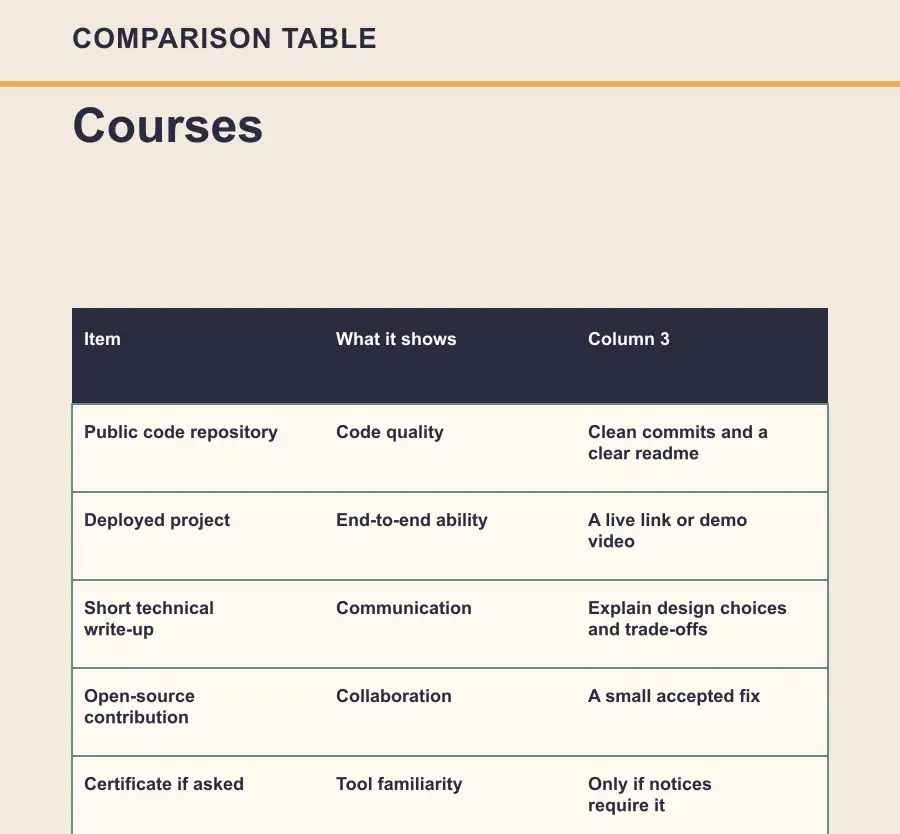 COMPARISON TABLE
Courses
Item What it shows Column 3
Public code repository Code quality Clean commits and a
clear readme
Deployed project End-to-end ability A live link or demo
video
Short technical Communication Explain design choices
write-up and trade-offs
Open-source Collaboration A small accepted fix
contribution
Certificate if asked Tool familiarity Only if notices
require it